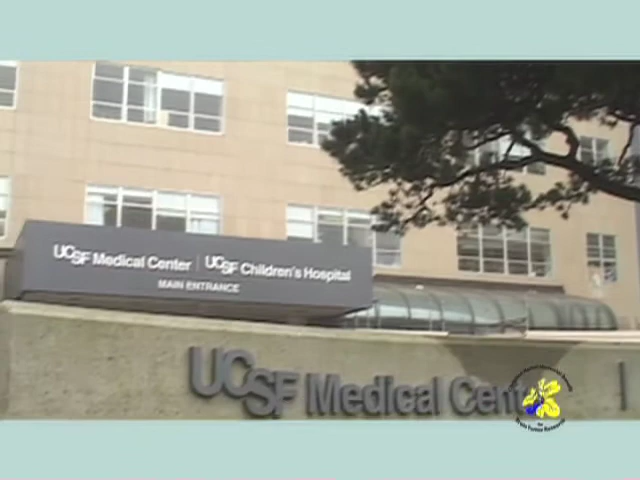 UCSF Medical Center | UCSF Children's Hospital
MAIN ENTRANCE
UCSF Medical Cent